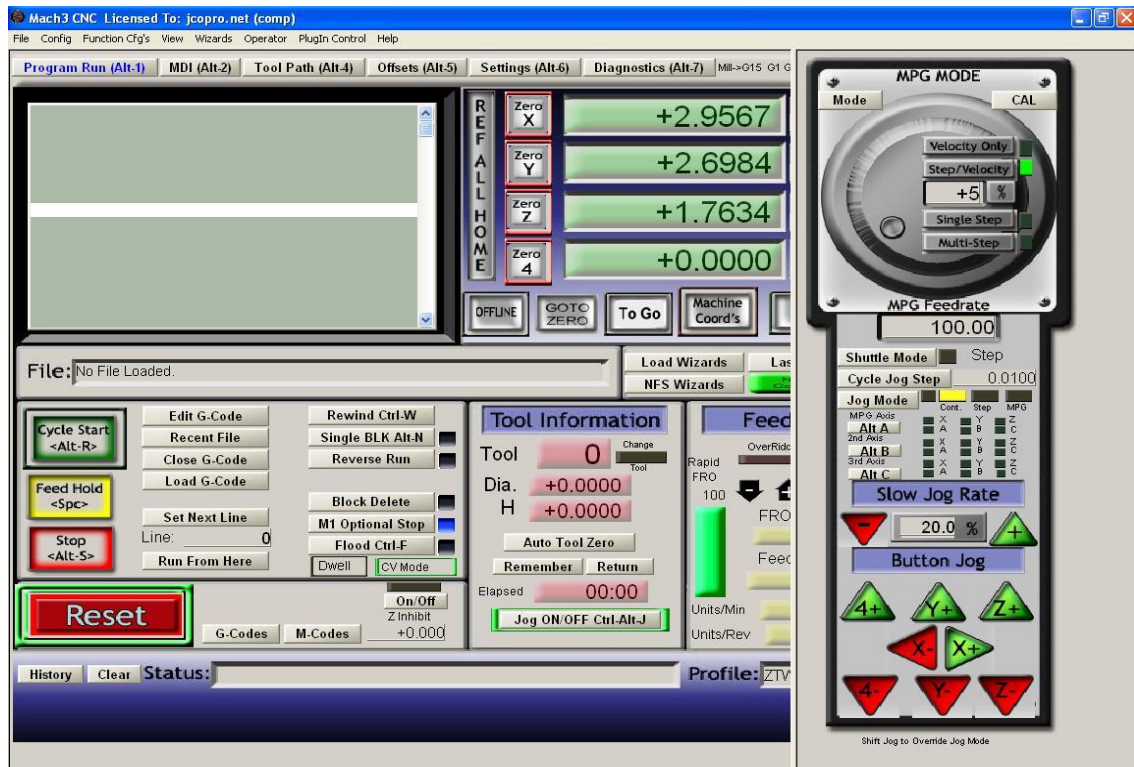 Mach3 CNC Licensed To: jcopro.net (comp)
File Config Function Cfg's View Wizards Operator PlugIn Control Help
Program Run (Alt-1) MDI (Alt-2) Tool Path (Alt-4) Offsets (Alt-5) Settings (Alt-6) Diagnostics (Alt-7) Mill->G15 G1 G
REF ALL HOME
Zero X +2.9567
Zero Y +2.6984
Zero Z +1.7634
Zero 4 +0.0000
OFFLINE GOTO ZERO To Go Machine Coord's
File: No File Loaded.
Load Wizards Las
NFS Wizards
Cycle Start <Alt-R>
Feed Hold <Spc>
Stop <Alt-S>
Edit G-Code
Recent File
Close G-Code
Load G-Code
Set Next Line
Line: 0
Run From Here
Rewind Ctrl-W
Single BLK Alt-N
Reverse Run
Block Delete
M1 Optional Stop
Flood Ctrl-F
Dwell CV Mode
Reset
G-Codes M-Codes
On/Off
Z Inhibit
+0.000
Tool Information
Tool 0 Change Tool
Dia. +0.0000
H +0.0000
Auto Tool Zero
Remember Return
Elapsed 00:00
Jog ON/OFF Ctrl-Alt-J
Feed
OverRidd
Rapid
FRO
100
FRO
Feed
Units/Min
Units/Rev
History Clear Status:
Profile:
MPG MODE
Mode CAL
Velocity Only
Step/Velocity
+5 %
Single Step
Multi-Step
MPG Feedrate
100.00
Shuttle Mode Step
Cycle Jog Step 0.0100
Jog Mode Cont. Step MPG
MPG Axis X Y Z
Alt A A B C
2nd Axis X Y Z
Alt B A B C
3rd Axis X Y Z
Alt C A B C
Slow Jog Rate
- 20.0 % +
Button Jog
4+ Y+ Z+
X- X+
4- Y- Z-
Shift Jog to Override Jog Mode